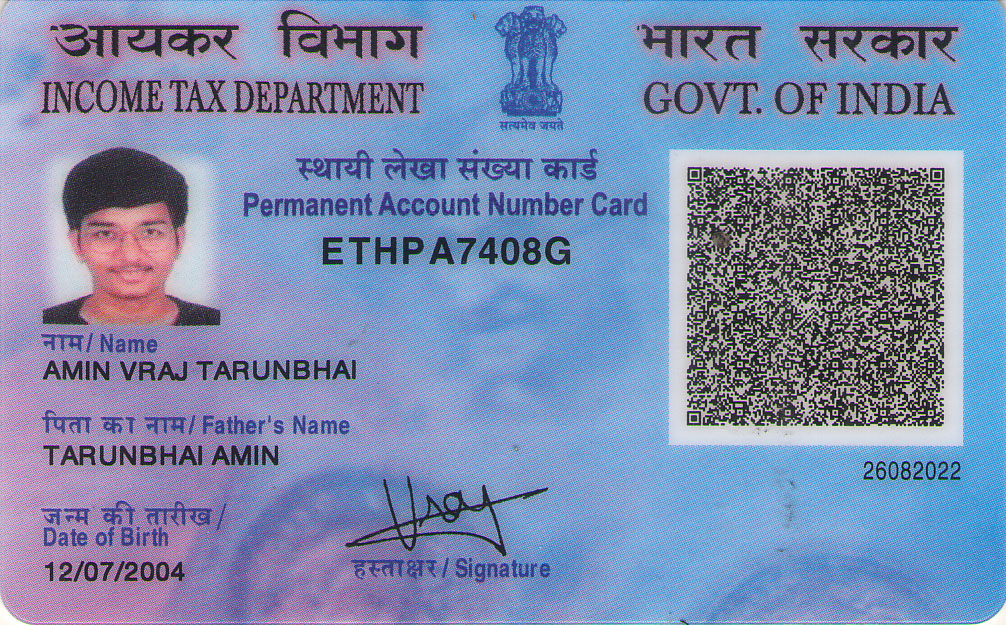 आयकर विभाग
INCOME TAX DEPARTMENT
सत्यमेव जयते
भारत सरकार
GOVT. OF INDIA
स्थायी लेखा संख्या कार्ड
Permanent Account Number Card
ETHPA7408G
नाम / Name
AMIN VRAJ TARUNBHAI
पिता का नाम / Father's Name
TARUNBHAI AMIN
26082022
जन्म की तारीख /
Date of Birth
12/07/2004
Vraj
हस्ताक्षर / Signature